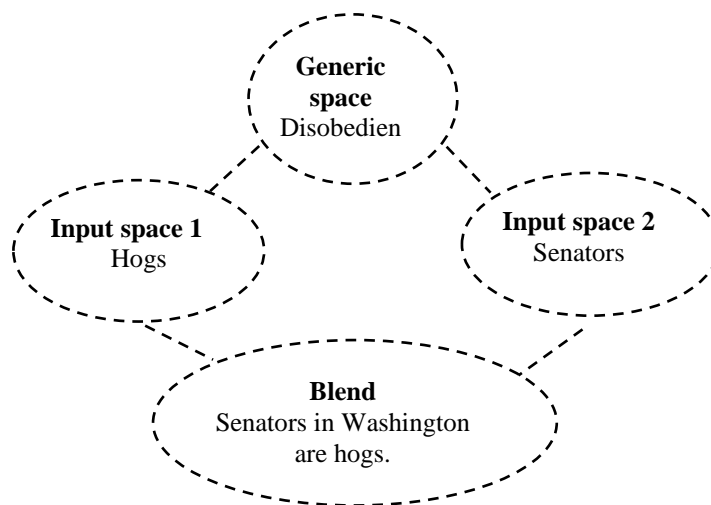 Generic
space
Disobedien
Input space 1
Hogs
Input space 2
Senators
Blend
Senators in Washington
are hogs.